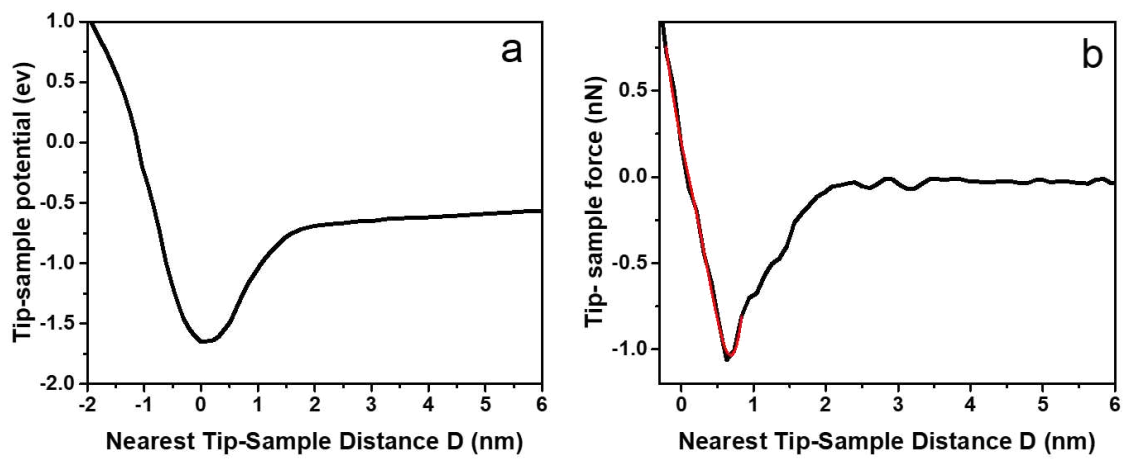 a
Tip-sample potential (ev)
1.0
0.5
0.0
-0.5
-1.0
-1.5
-2.0
-2 -1 0 1 2 3 4 5 6
Nearest Tip-Sample Distance D (nm)
b
Tip- sample force (nN)
0.5
0.0
-0.5
-1.0
0 1 2 3 4 5 6
Nearest Tip-Sample Distance D (nm)